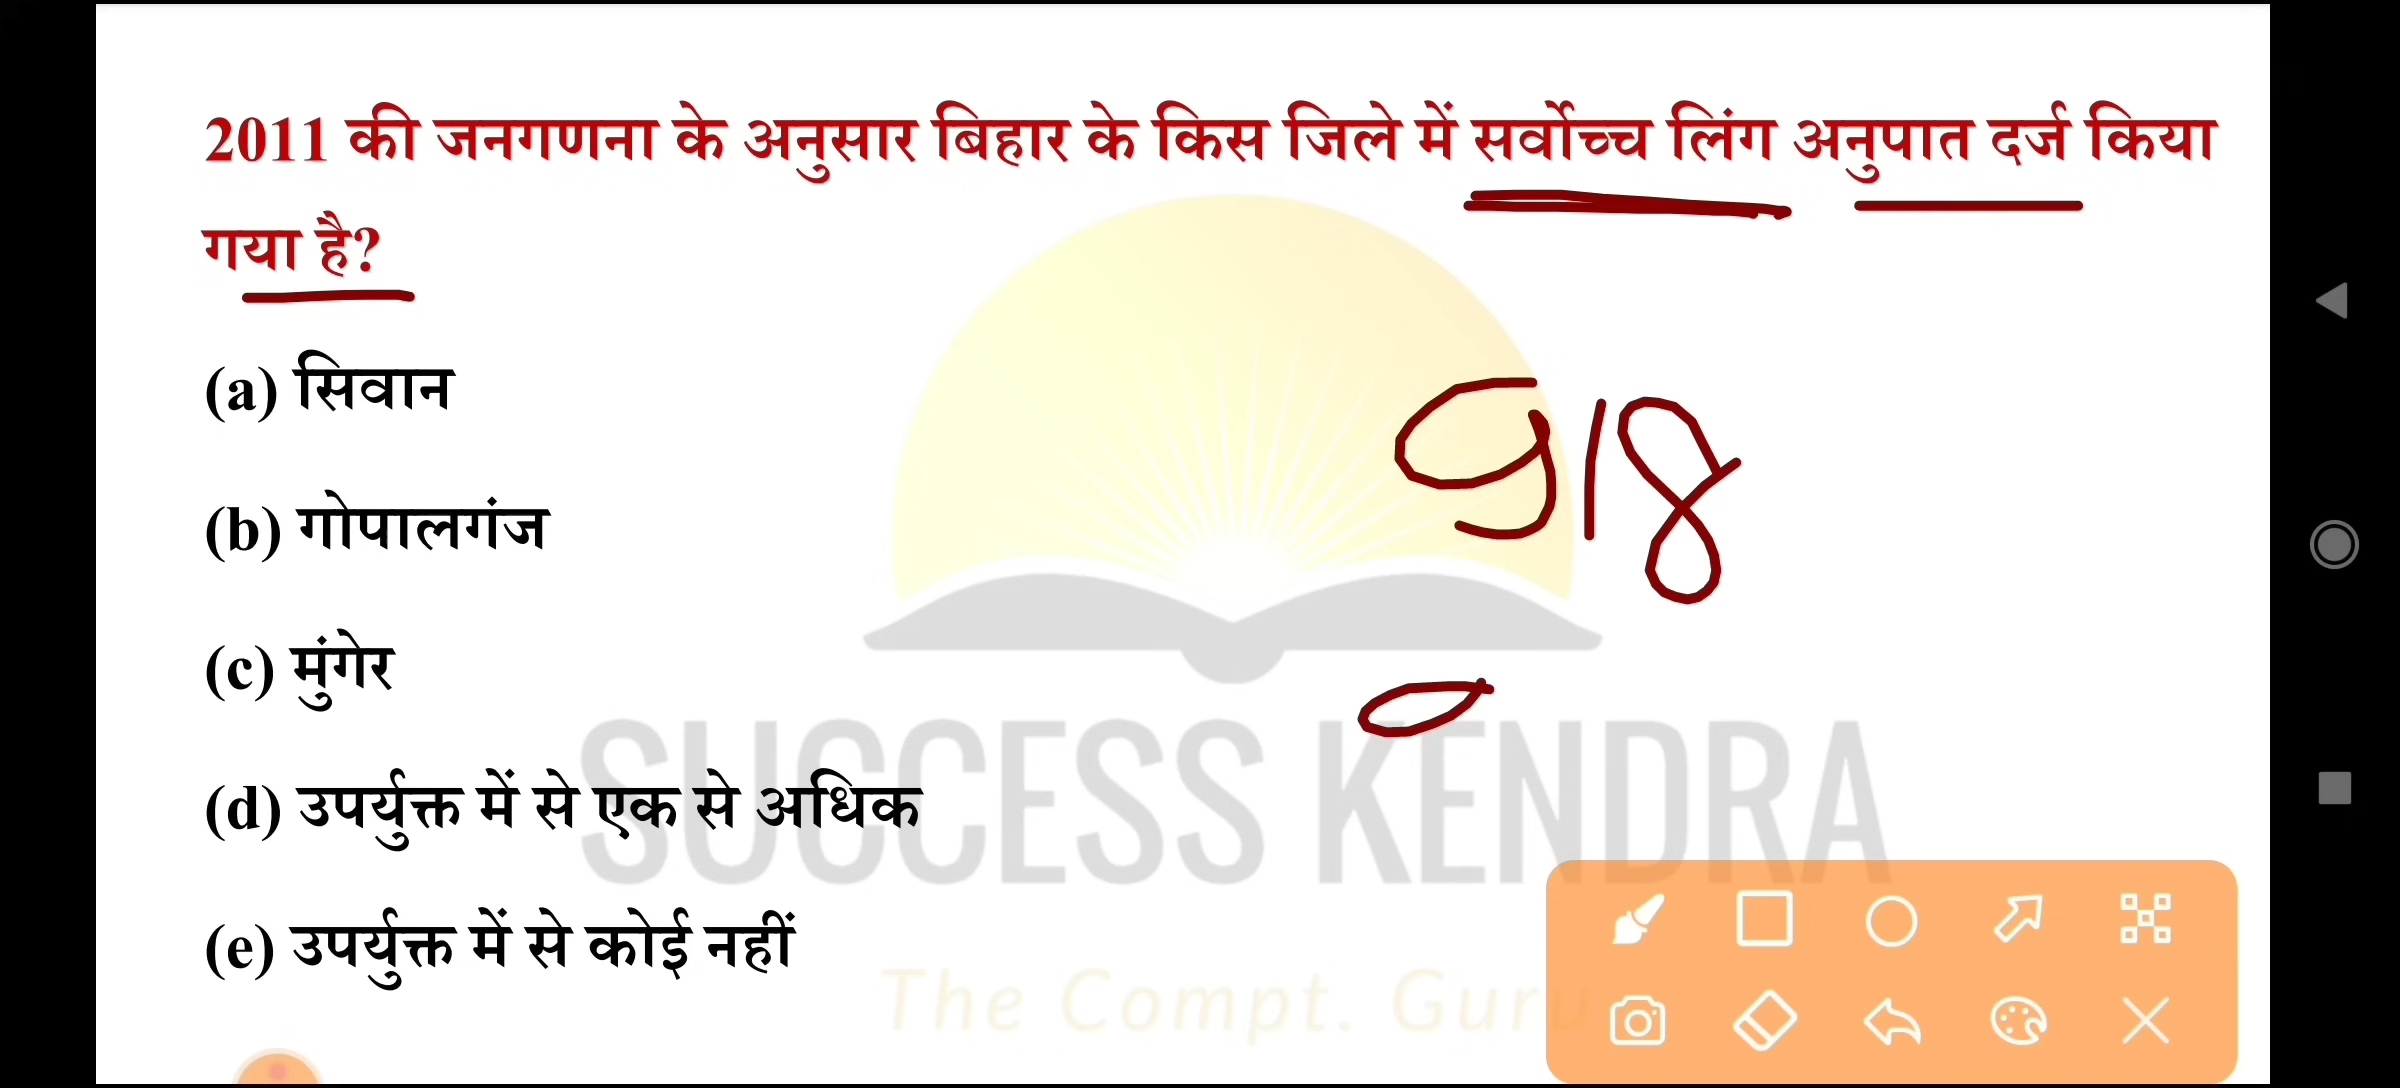 2011 की जनगणना के अनुसार बिहार के किस जिले में सर्वोच्च लिंग अनुपात दर्ज किया
गया है?
(a) सिवान
(b) गोपालगंज
918
(c) मुंगेर
(d) उपर्युक्त में से एक से अधिक
SUCCESS KENDRA
(e) उपर्युक्त में से कोई नहीं
The Compt. Guru